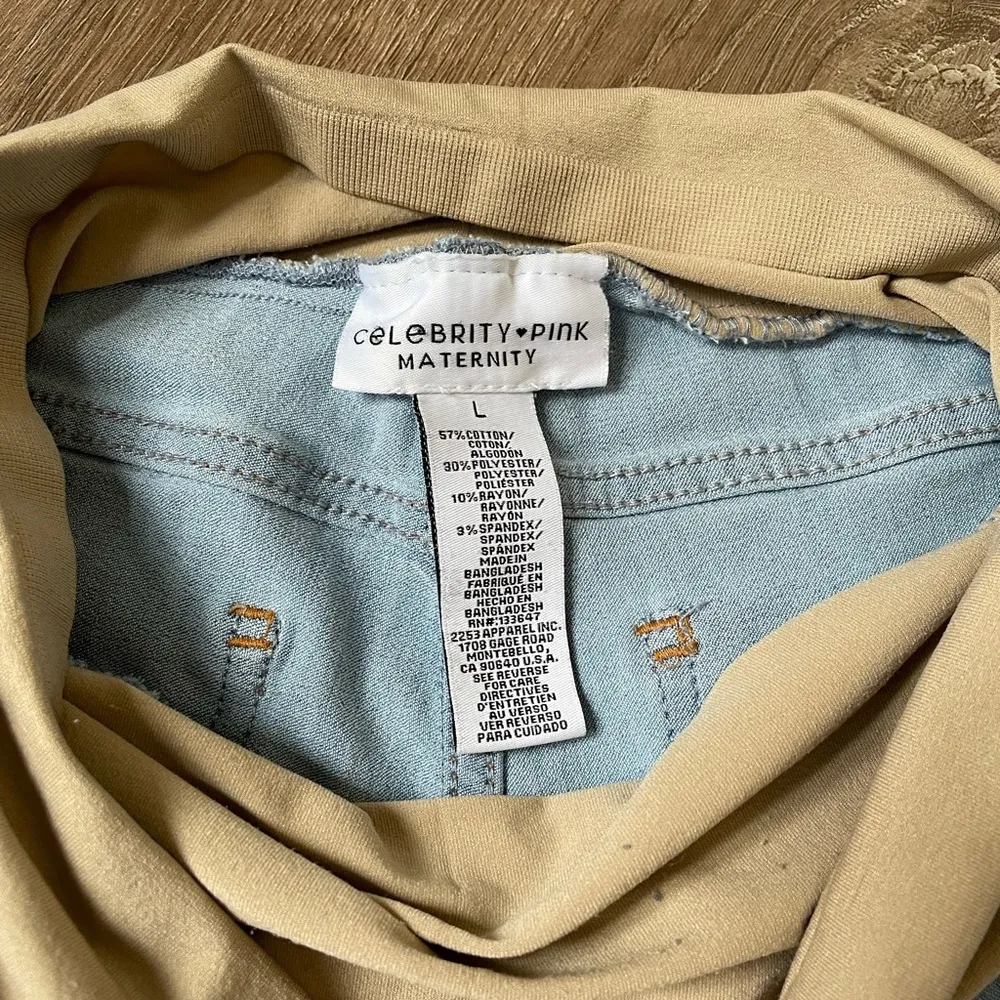 CeLeBRITY♥PINK
MATERNITY
L
57%COTTON/
COTON/
ALGODÓN
30%POLYESTER/
POLYESTER/
POLIÉSTER
10%RAYON/
RAYONNE/
RAYÓN
3%SPANDEX/
SPANDEX/
SPÁNDEX
MADE IN
BANGLADESH
FABRIQUÉ EN
BANGLADESH
HECHO EN
BANGLADESH
RN#:133647
2253 APPAREL INC.
1708 GAGE ROAD
MONTEBELLO,
CA 90640 U.S.A.
SEE REVERSE
FOR CARE
DIRECTIVES
D'ENTRETIEN
AU VERSO
VER REVERSO
PARA CUIDADO